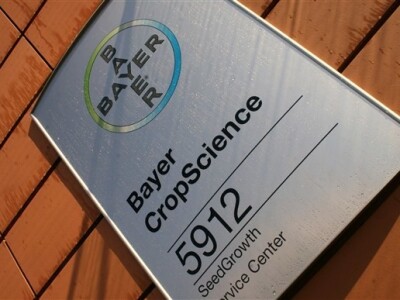 B
A
BAYER
E
R
Bayer
CropScience
5912
SeedGrowth
Service Center